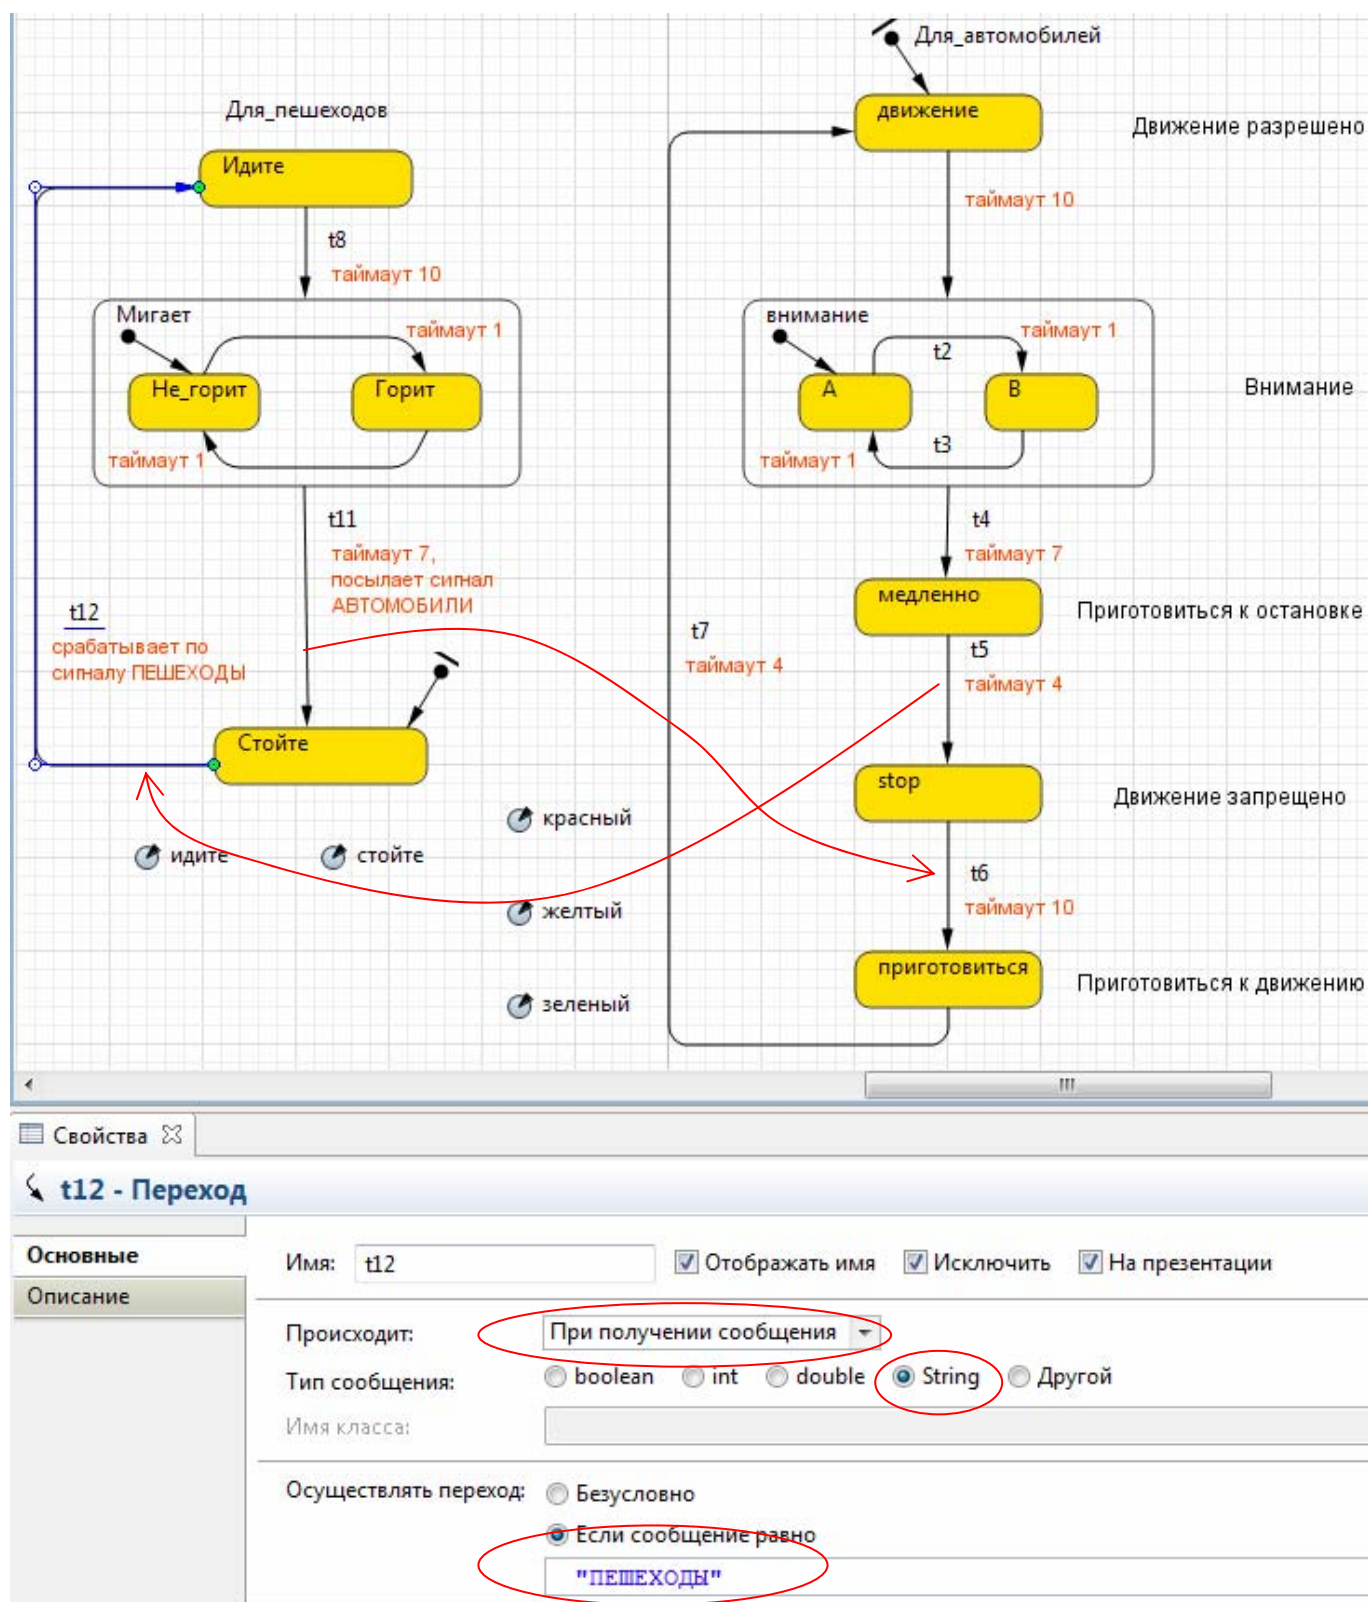 Для_автомобилей
Для_пешеходов
движение
Движение разрешено
Идите
таймаут 10
t8
таймаут 10
Мигает
таймаут 1
внимание
таймаут 1
t2
Не_горит
Горит
A
B
Внимание
t3
таймаут 1
таймаут 1
t11
t4
таймаут 7,
посылает сигнал
АВТОМОБИЛИ
таймаут 7
медленно
Приготовиться к остановке
t12
срабатывает по
сигналу ПЕШЕХОДЫ
t7
таймаут 4
t5
таймаут 4
Стойте
stop
Движение запрещено
красный
идите
стойте
t6
таймаут 10
желтый
приготовиться
Приготовиться к движению
зеленый
Свойства
t12 - Переход
Основные
Описание
Имя: t12 Отображать имя Исключить На презентации
Происходит: При получении сообщения
Тип сообщения: boolean int double String Другой
Имя класса:
Осуществлять переход: Безусловно
Если сообщение равно
"ПЕШЕХОДЫ"